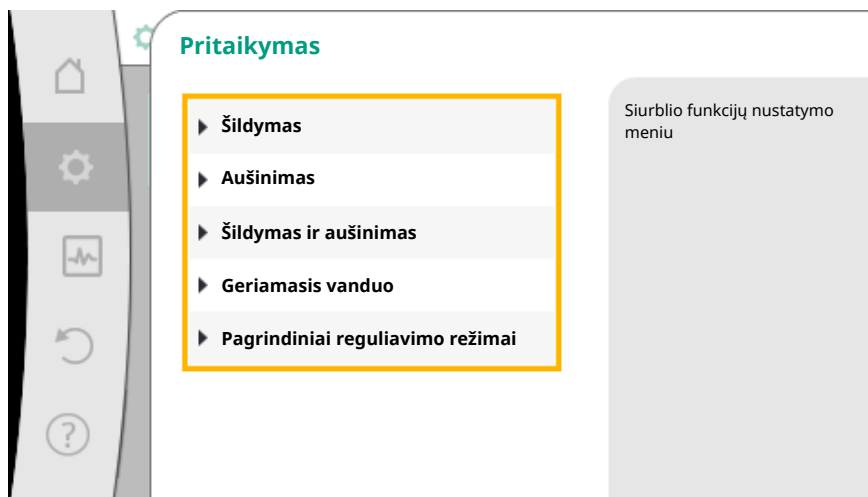 Pritaikymas
Šildymas
Aušinimas
Šildymas ir aušinimas
Geriamasis vanduo
Pagrindiniai reguliavimo režimai
Siurblio funkcijų nustatymo
meniu